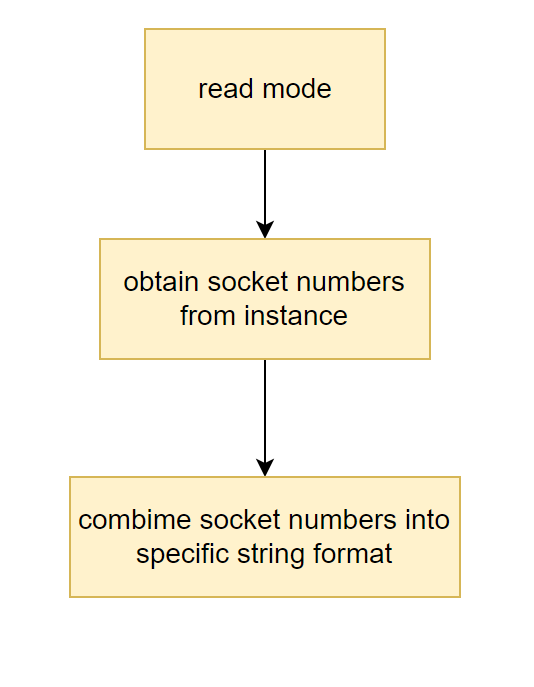 read mode
obtain socket numbers
from instance
combime socket numbers into
specific string format